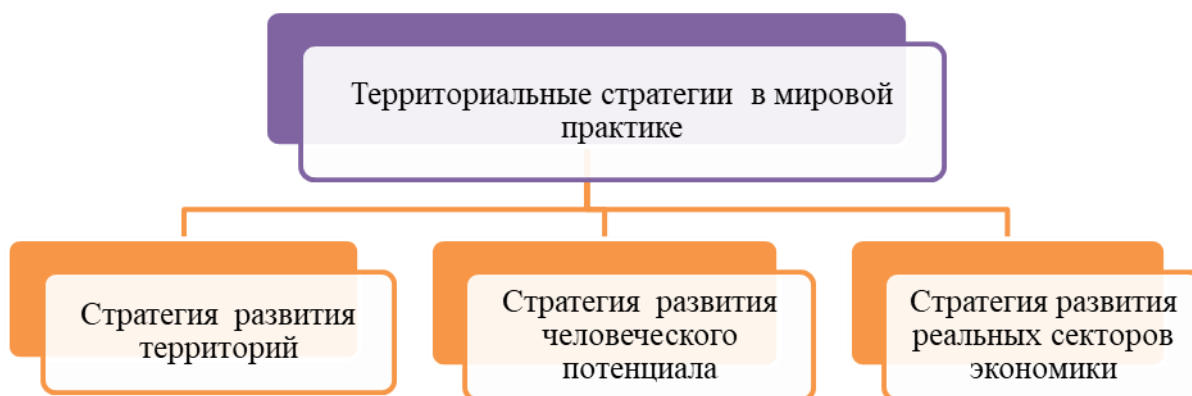 Территориальные стратегии в мировой
практике
Стратегия развития
территорий
Стратегия развития
человеческого
потенциала
Стратегия развития
реальных секторов
экономики